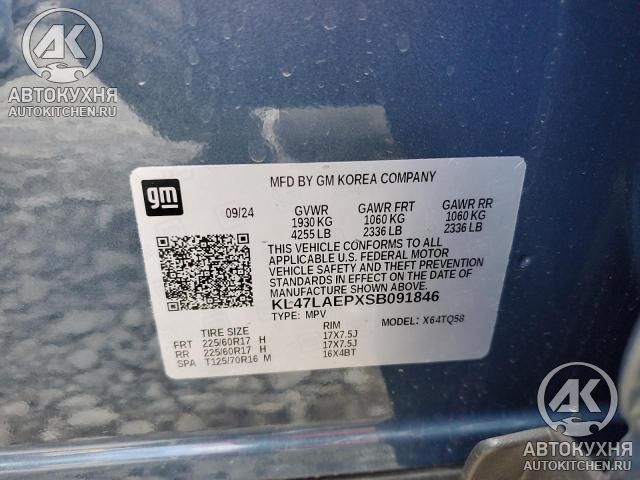 AK
АВТОКУХНЯ
AUTOKITCHEN.RU
gm
MFD BY GM KOREA COMPANY
09/24 GVWR GAWR FRT GAWR RR
1930 KG 1060 KG 1060 KG
4255 LB 2336 LB 2336 LB
THIS VEHICLE CONFORMS TO ALL
APPLICABLE U.S. FEDERAL MOTOR
VEHICLE SAFETY AND THEFT PREVENTION
STANDARDS IN EFFECT ON THE DATE OF
MANUFACTURE SHOWN ABOVE.
KL47LAEPXSB091846
TYPE: MPV MODEL: X64TQ58
TIRE SIZE RIM
FRT 225/60R17 H 17X7.5J
RR 225/60R17 H 17X7.5J
SPA T125/70R16 M 16X4BT
AK
АВТОКУХНЯ
AUTOKITCHEN.RU